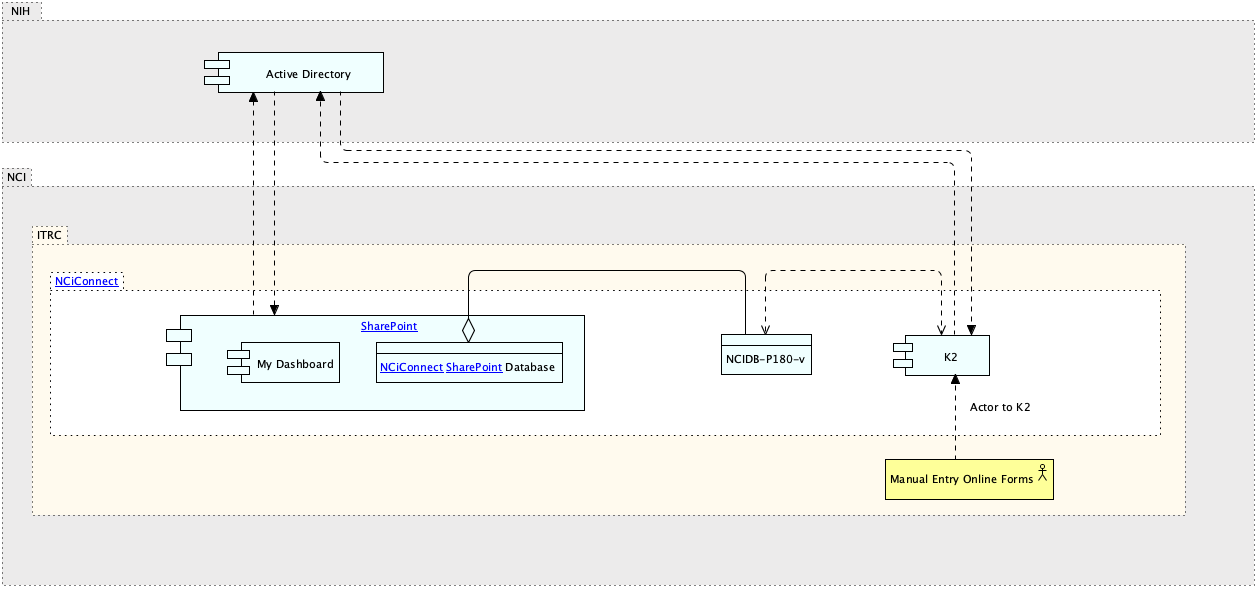 NIH
Active Directory
NCI
ITRC
NCiConnect
SharePoint
My Dashboard
NCiConnect SharePoint Database
NCIDB-P180-v
K2
Actor to K2
Manual Entry Online Forms